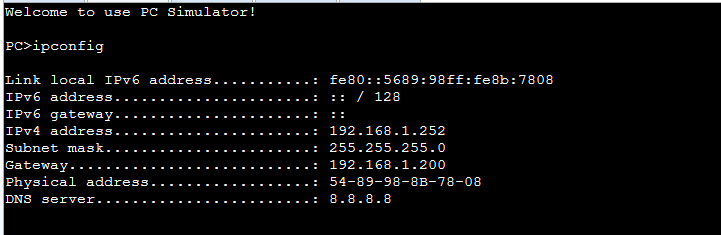 Welcome to use PC Simulator!
PC>ipconfig
Link local IPv6 address...........: fe80::5689:98ff:fe8b:7808
IPv6 address......................: :: / 128
IPv6 gateway......................: ::
IPv4 address......................: 192.168.1.252
Subnet mask.......................: 255.255.255.0
Gateway...........................: 192.168.1.200
Physical address..................: 54-89-98-8B-78-08
DNS server........................: 8.8.8.8